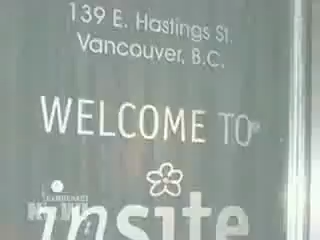 139 E. Hastings St.
Vancouver, B.C.
WELCOME TO
insite